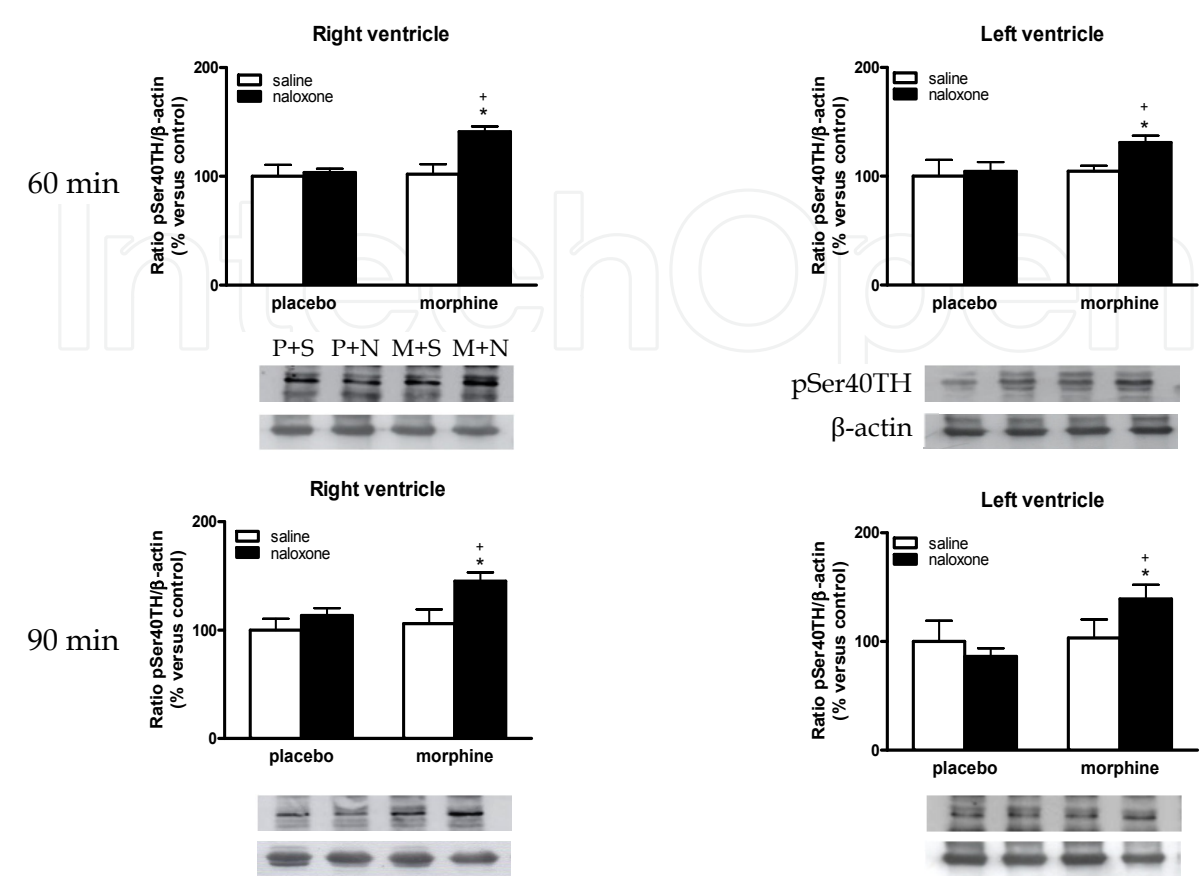 Right ventricle
Ratio pSer40TH/β-actin
(% versus control)
200
100
0
saline
naloxone
+
*
placebo
morphine
60 min
Left ventricle
Ratio pSer40TH/β-actin
(% versus control)
200
100
0
saline
naloxone
+
*
placebo
morphine
IntechOpen
P+S P+N M+S M+N
pSer40TH
β-actin
Right ventricle
Ratio pSer40TH/β-actin
(% versus control)
200
100
0
saline
naloxone
+
*
placebo
morphine
90 min
Left ventricle
Ratio pSer40TH/β-actin
(% versus control)
200
100
0
saline
naloxone
+
*
placebo
morphine